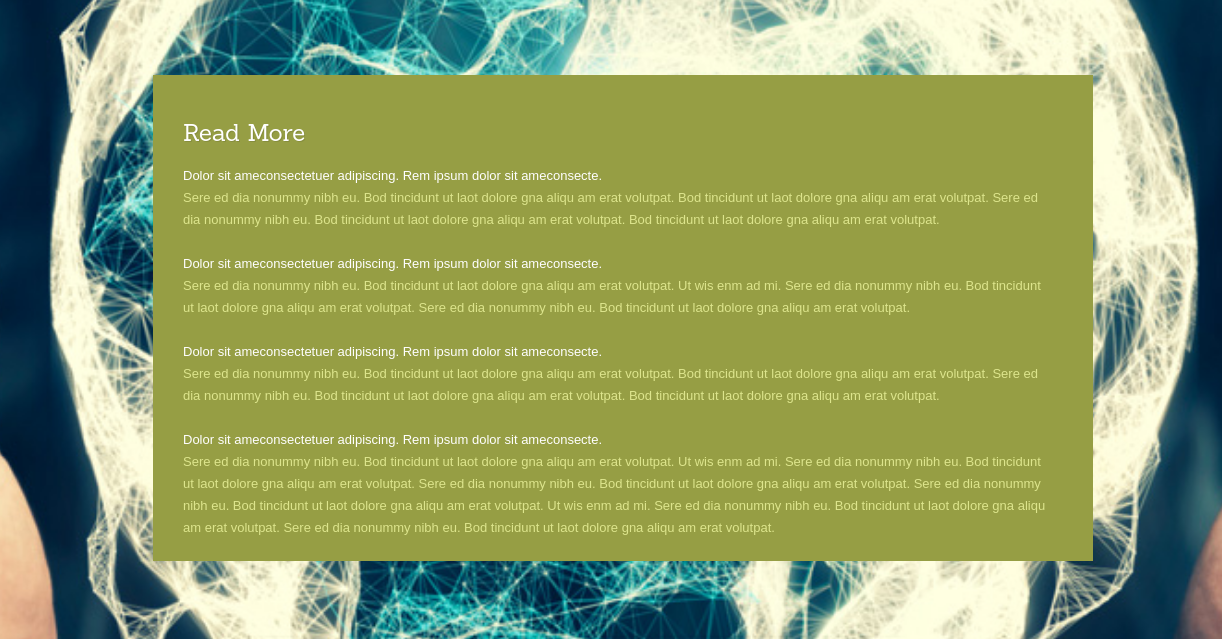 Read More
Dolor sit ameconsectetuer adipiscing. Rem ipsum dolor sit ameconsecte.
Sere ed dia nonummy nibh eu. Bod tincidunt ut laot dolore gna aliqu am erat volutpat. Bod tincidunt ut laot dolore gna aliqu am erat volutpat. Sere ed
dia nonummy nibh eu. Bod tincidunt ut laot dolore gna aliqu am erat volutpat. Bod tincidunt ut laot dolore gna aliqu am erat volutpat.
Dolor sit ameconsectetuer adipiscing. Rem ipsum dolor sit ameconsecte.
Sere ed dia nonummy nibh eu. Bod tincidunt ut laot dolore gna aliqu am erat volutpat. Ut wis enm ad mi. Sere ed dia nonummy nibh eu. Bod tincidunt
ut laot dolore gna aliqu am erat volutpat. Sere ed dia nonummy nibh eu. Bod tincidunt ut laot dolore gna aliqu am erat volutpat.
Dolor sit ameconsectetuer adipiscing. Rem ipsum dolor sit ameconsecte.
Sere ed dia nonummy nibh eu. Bod tincidunt ut laot dolore gna aliqu am erat volutpat. Bod tincidunt ut laot dolore gna aliqu am erat volutpat. Sere ed
dia nonummy nibh eu. Bod tincidunt ut laot dolore gna aliqu am erat volutpat. Bod tincidunt ut laot dolore gna aliqu am erat volutpat.
Dolor sit ameconsectetuer adipiscing. Rem ipsum dolor sit ameconsecte.
Sere ed dia nonummy nibh eu. Bod tincidunt ut laot dolore gna aliqu am erat volutpat. Ut wis enm ad mi. Sere ed dia nonummy nibh eu. Bod tincidunt
ut laot dolore gna aliqu am erat volutpat. Sere ed dia nonummy nibh eu. Bod tincidunt ut laot dolore gna aliqu am erat volutpat. Sere ed dia nonummy
nibh eu. Bod tincidunt ut laot dolore gna aliqu am erat volutpat. Ut wis enm ad mi. Sere ed dia nonummy nibh eu. Bod tincidunt ut laot dolore gna aliqu
am erat volutpat. Sere ed dia nonummy nibh eu. Bod tincidunt ut laot dolore gna aliqu am erat volutpat.